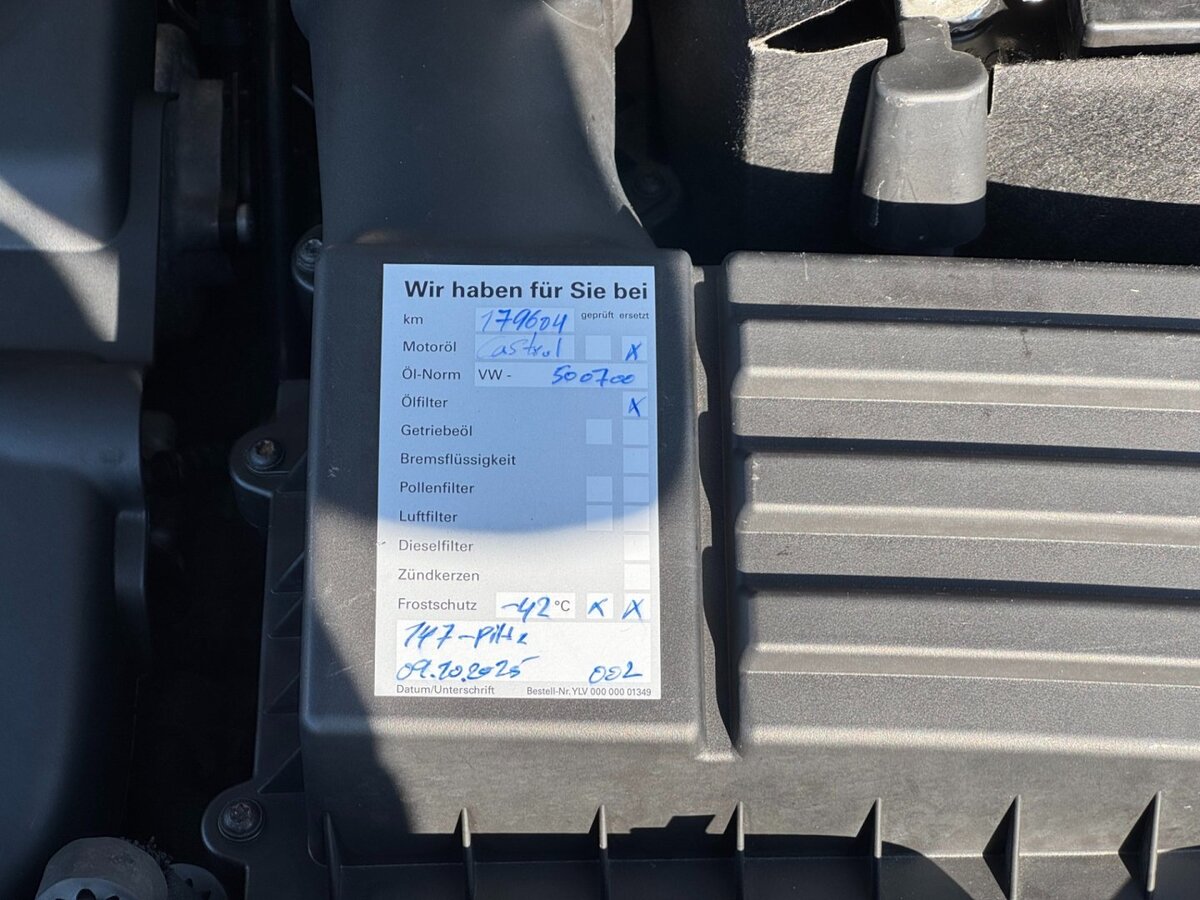 Wir haben für Sie bei
km 179604 geprüft ersetzt
Motoröl Castrol X
Öl-Norm VW - 500700
Ölfilter X
Getriebeöl
Bremsflüssigkeit
Pollenfilter
Luftfilter
Dieselfilter
Zündkerzen
Frostschutz -42 °C X X
147-
09.10.2025 002
Datum/Unterschrift Bestell-Nr. YLV 000 000 01349